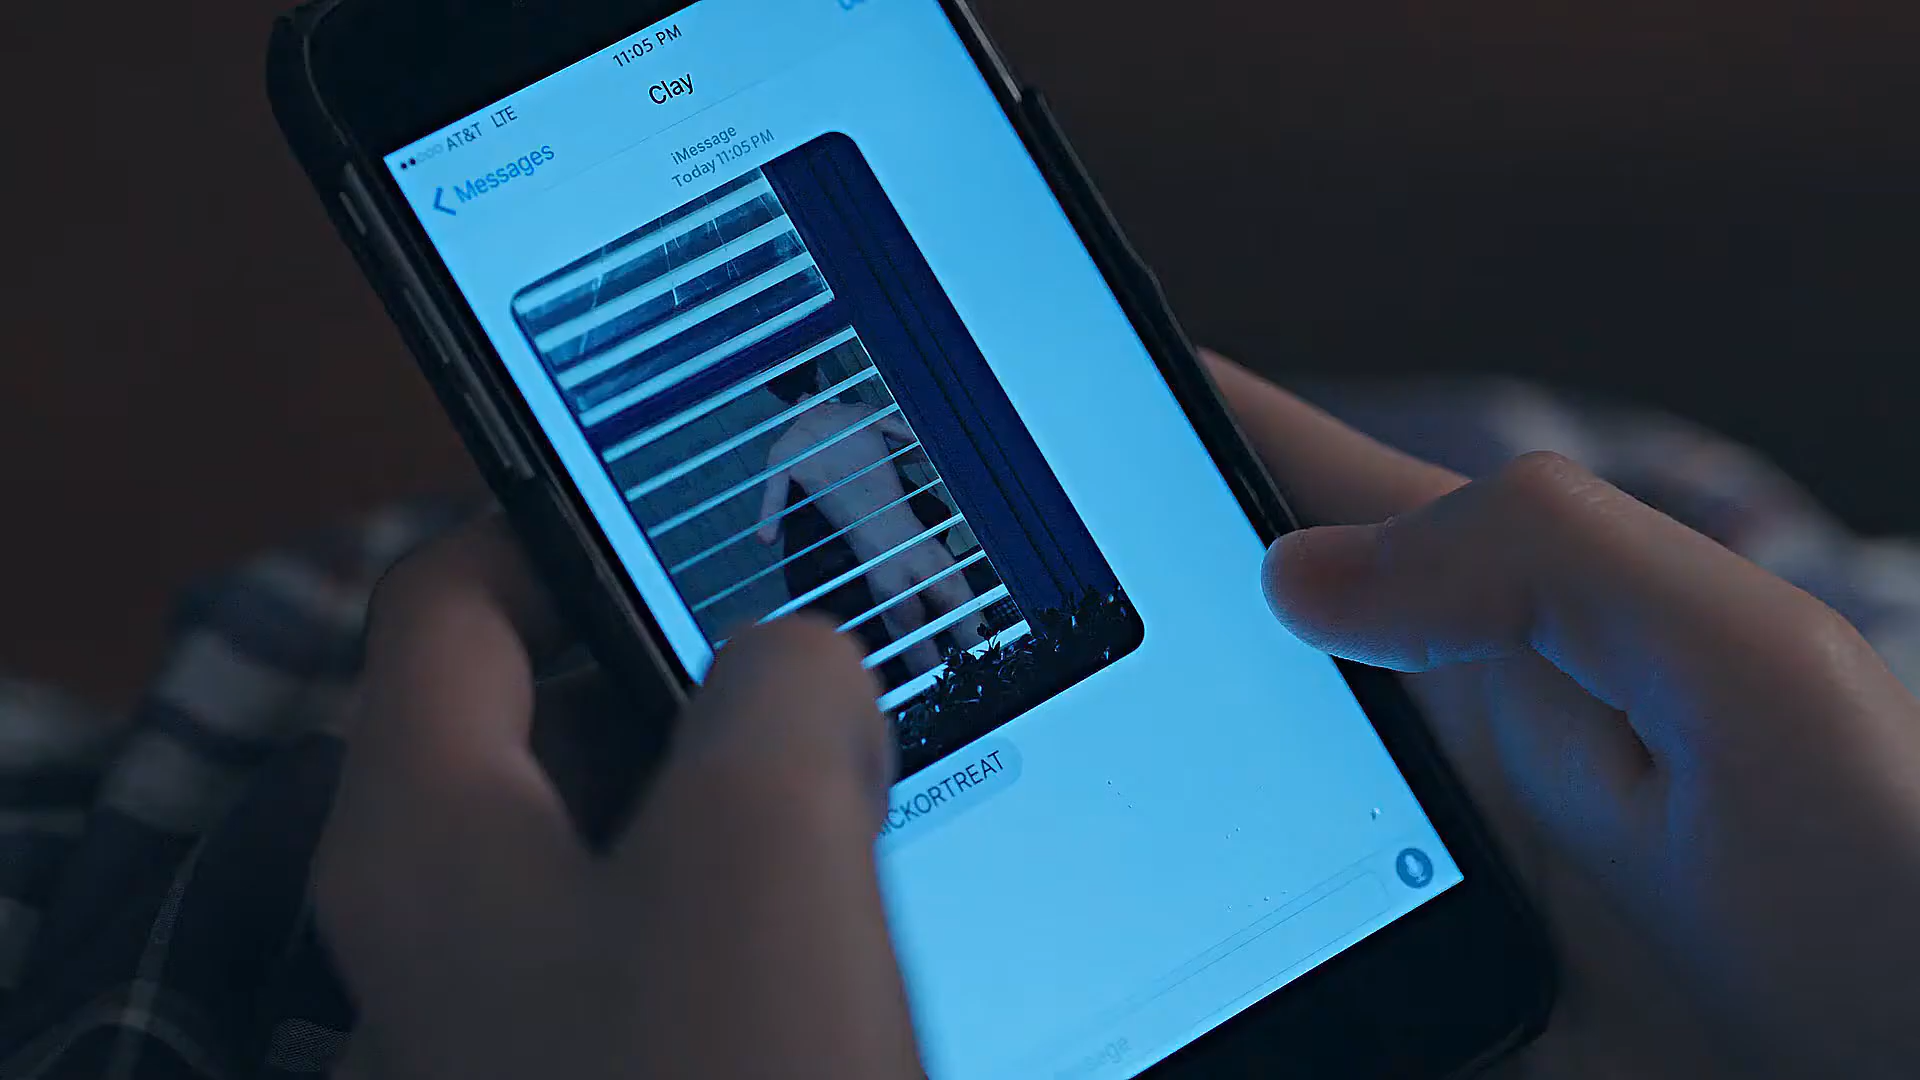 AT&T LTE 11:05 PM
Messages Clay
iMessage
Today 11:05 PM
ICKORTREAT